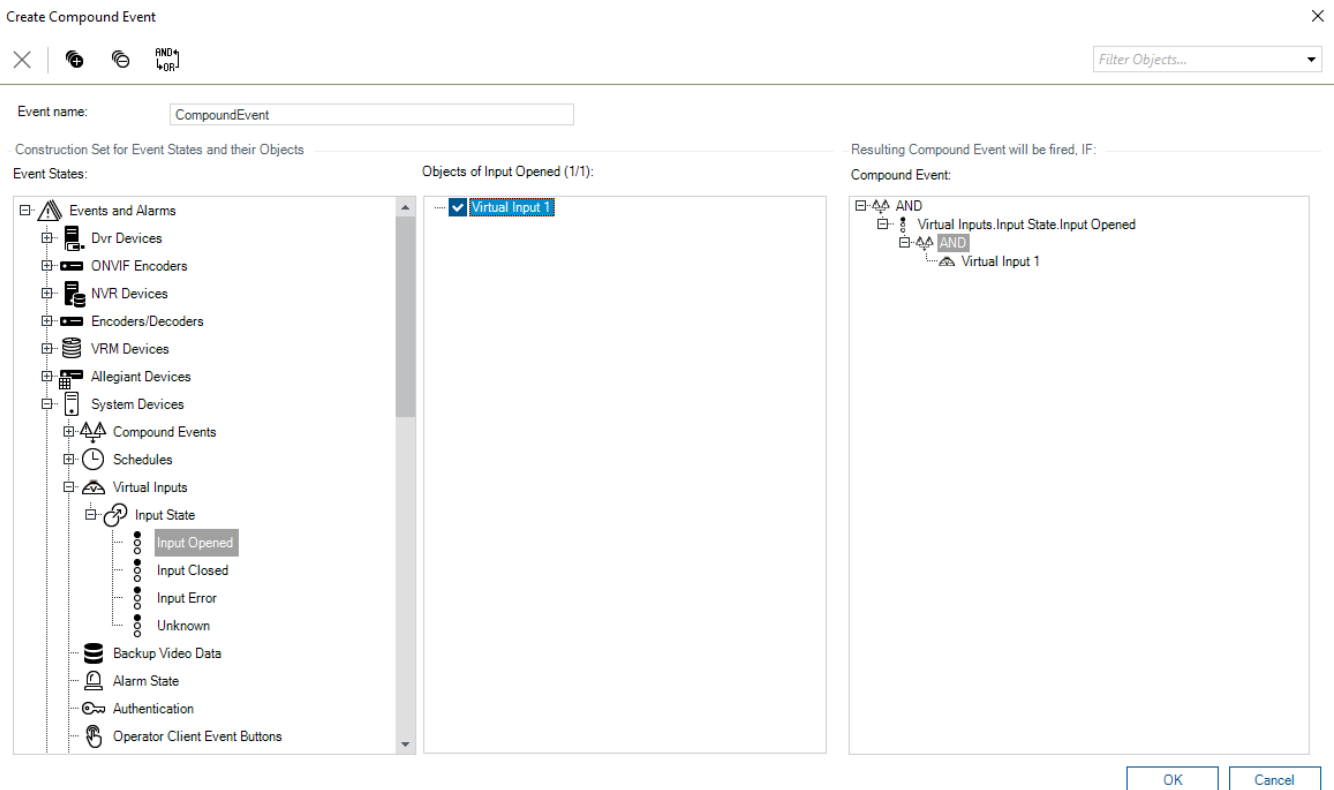 Create Compound Event
AND
OR
Filter Objects...
Event name:
CompoundEvent
Construction Set for Event States and their Objects
Resulting Compound Event will be fired, IF:
Event States:
Objects of Input Opened (1/1):
Compound Event:
Events and Alarms
Dvr Devices
ONVIF Encoders
NVR Devices
Encoders/Decoders
VRM Devices
Allegiant Devices
System Devices
Compound Events
Schedules
Virtual Inputs
Input State
Input Opened
Input Closed
Input Error
Unknown
Backup Video Data
Alarm State
Authentication
Operator Client Event Buttons
Virtual Input 1
AND
Virtual Inputs.Input State.Input Opened
AND
Virtual Input 1
OK
Cancel